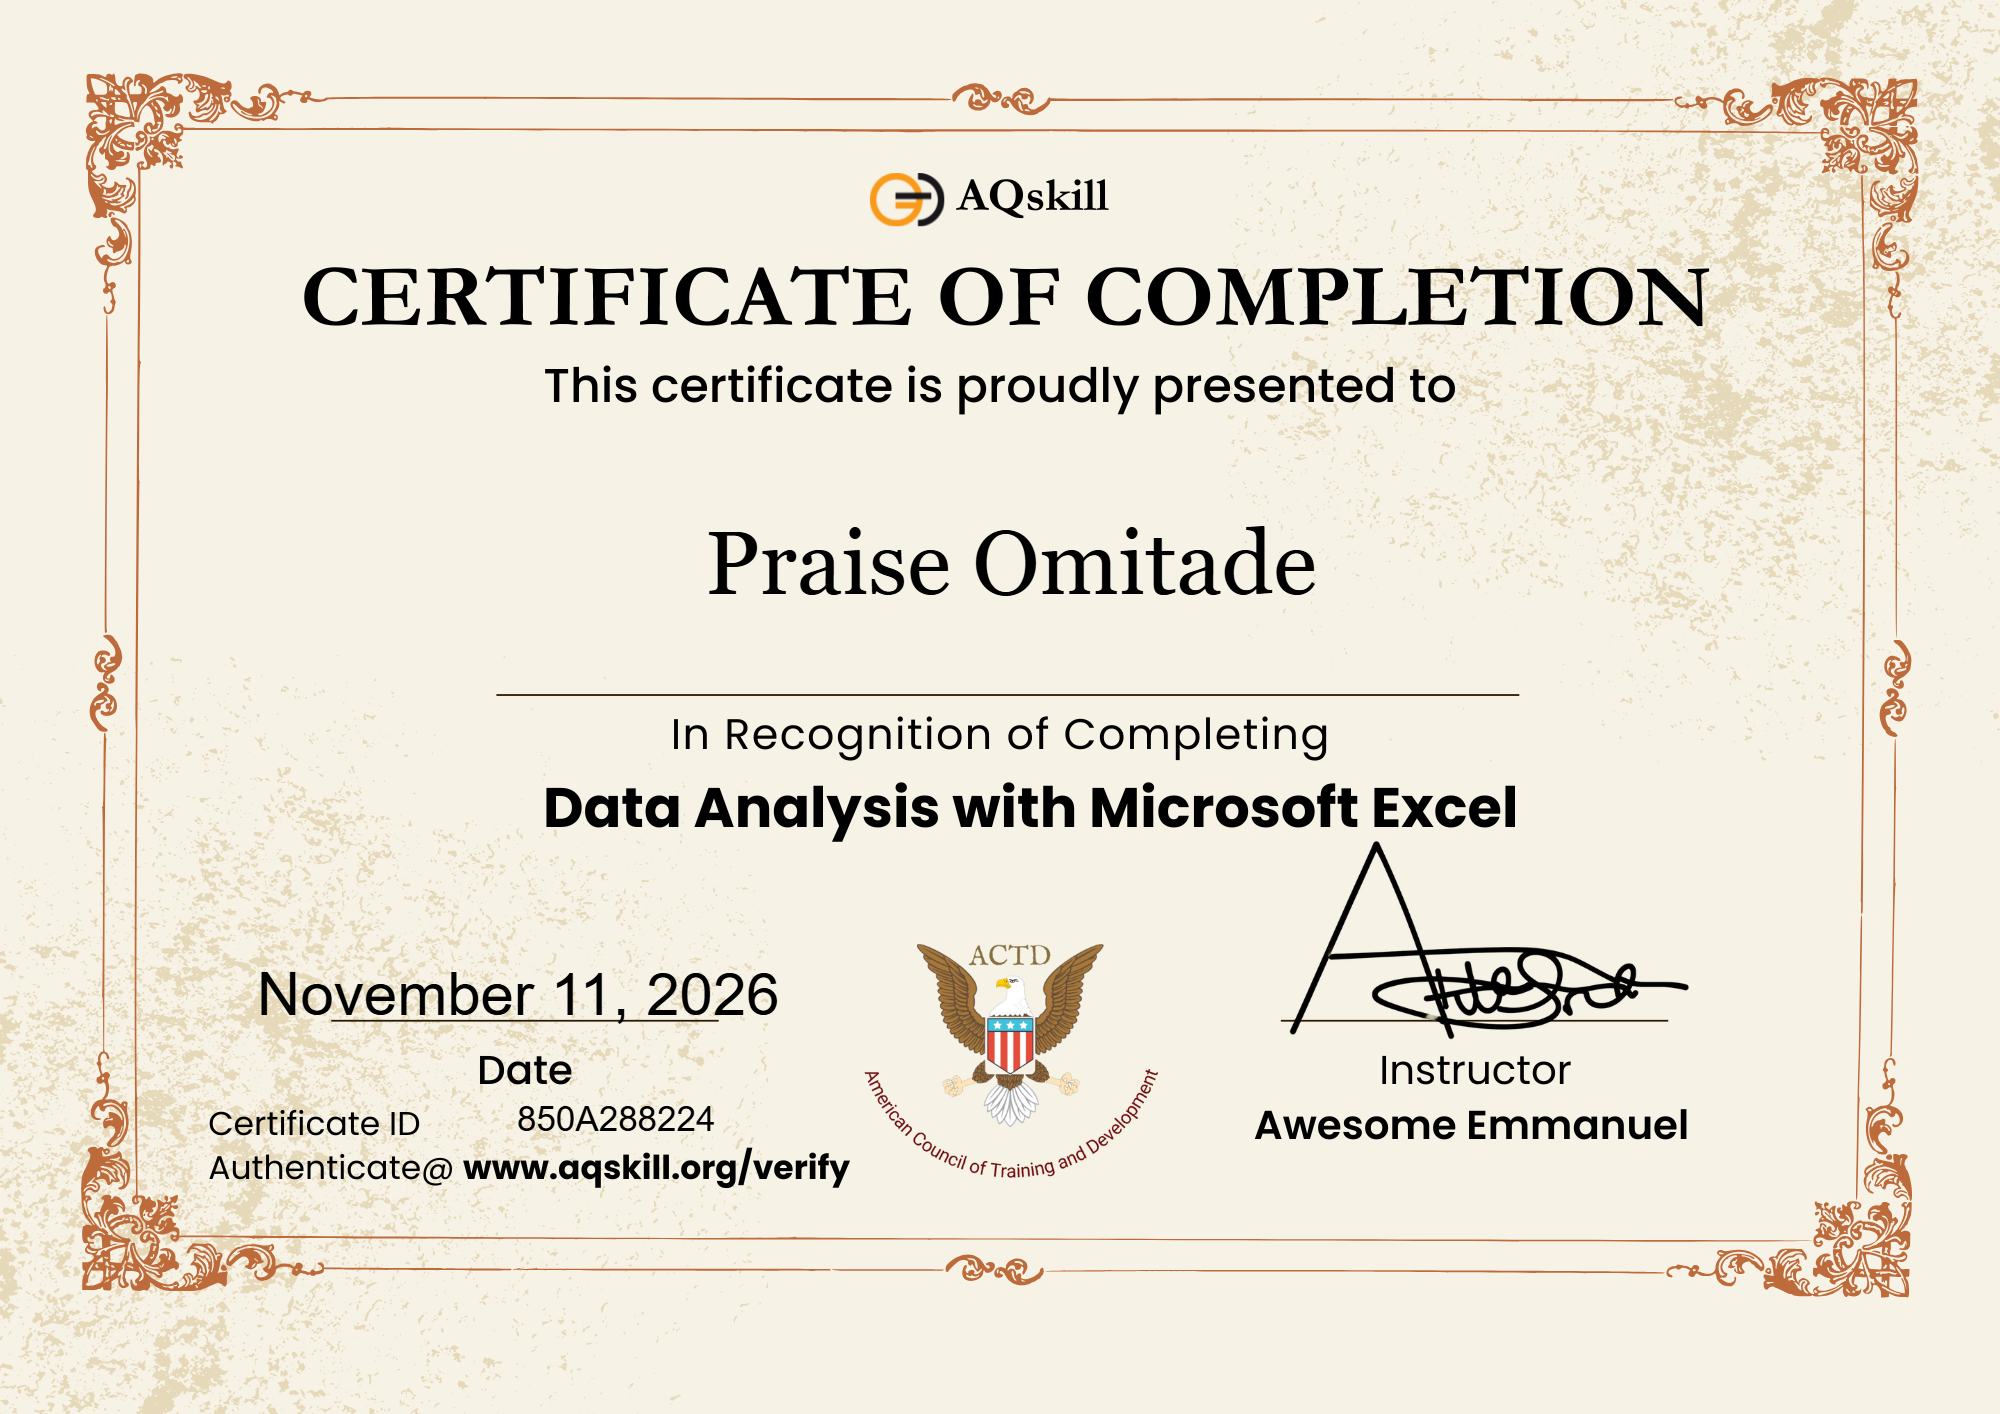 AQskill
CERTIFICATE OF COMPLETION
This certificate is proudly presented to
Praise Omitade
In Recognition of Completing
Data Analysis with Microsoft Excel
November 11, 2026
Date
Certificate ID 850A288224
Authenticate@ www.aqskill.org/verify
ACTD
American Council of Training and Development
Instructor
Awesome Emmanuel